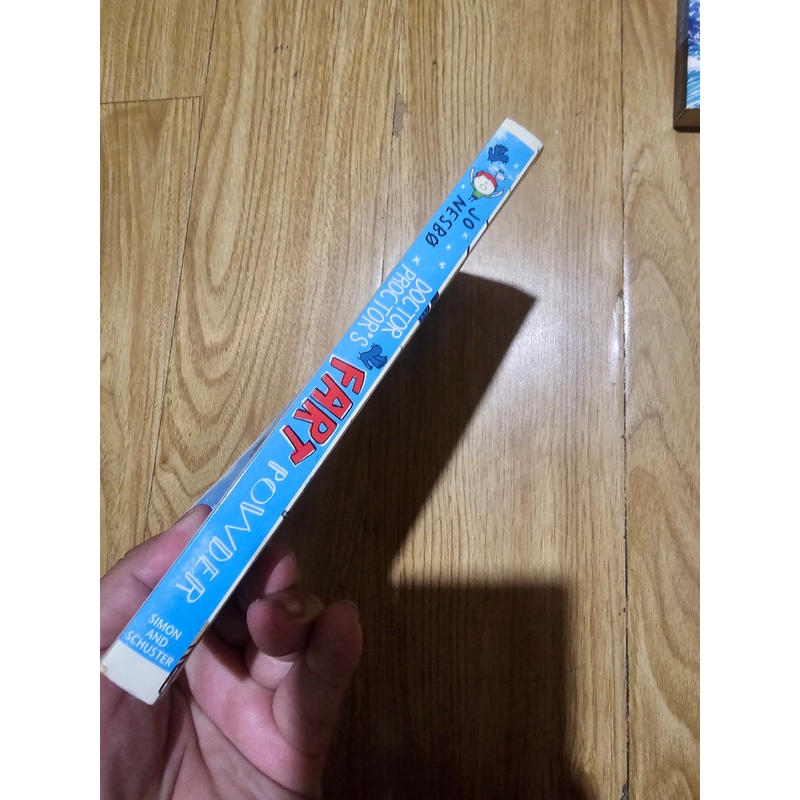 JO
NESBØ
DOCTOR
PROCTOR'S
FART
POWDER
SIMON
AND
SCHUSTER